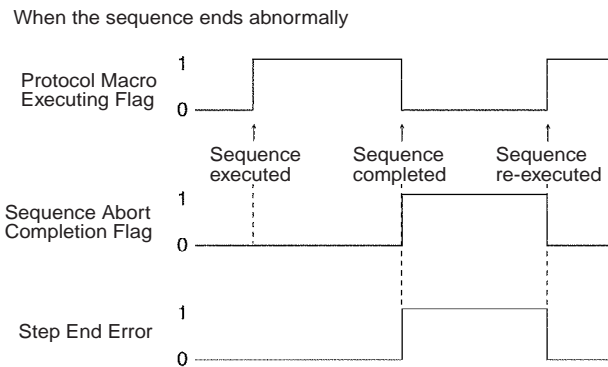 When the sequence ends abnormally
1
Protocol Macro
Executing Flag
0
Sequence
executed
Sequence
completed
Sequence
re-executed
1
Sequence Abort
Completion Flag
0
1
Step End Error
0